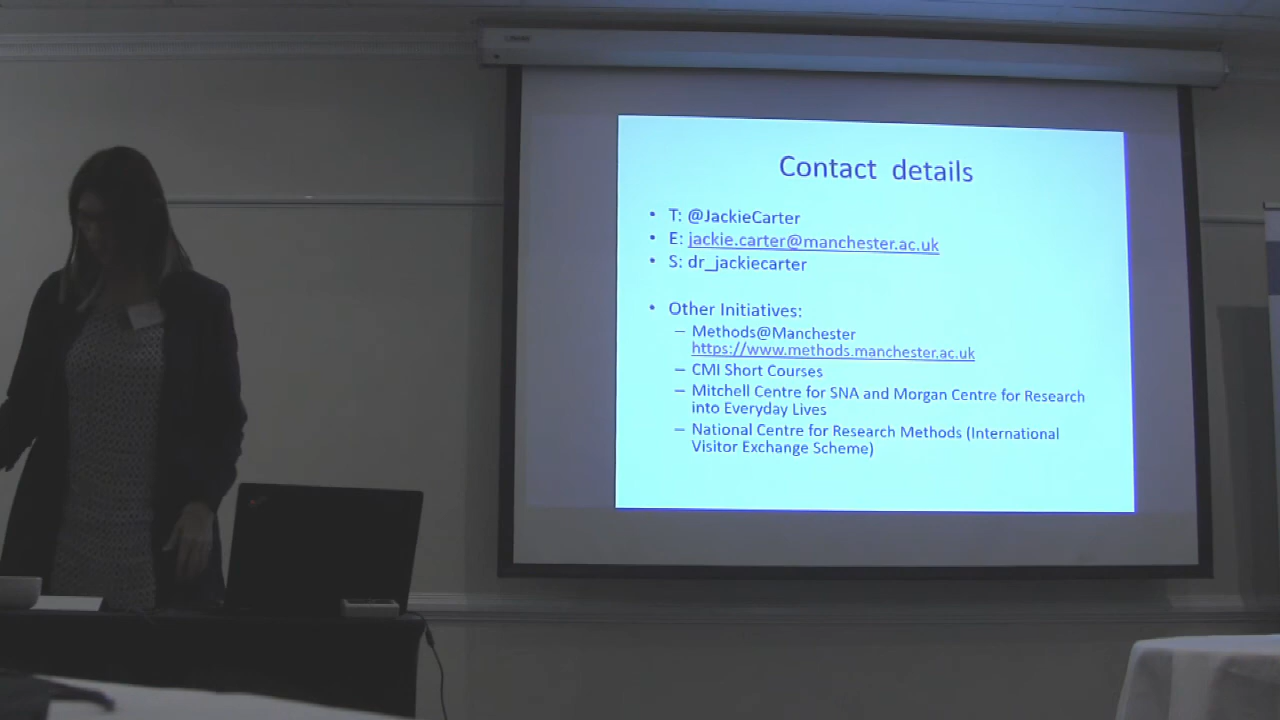 Contact details
• T: @JackieCarter
• E: jackie.carter@manchester.ac.uk
• S: dr_jackiecarter
• Other Initiatives:
– Methods@Manchester
https://www.methods.manchester.ac.uk
– CMI Short Courses
– Mitchell Centre for SNA and Morgan Centre for Research
into Everyday Lives
– National Centre for Research Methods (International
Visitor Exchange Scheme)